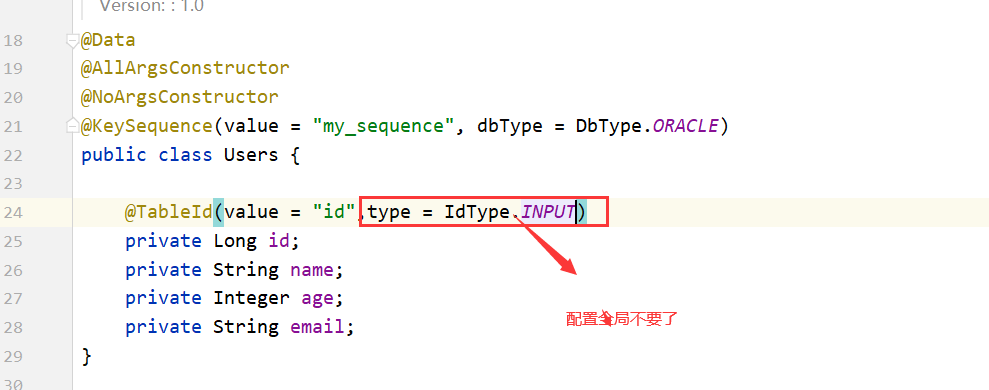 Version: : 1.0
18 @Data
19 @AllArgsConstructor
20 @NoArgsConstructor
21 @KeySequence(value = "my_sequence", dbType = DbType.ORACLE)
22 public class Users {
23
24 @TableId(value = "id",type = IdType.INPUT)
25 private Long id;
26 private String name;
27 private Integer age;
28 private String email;
29 }
30
配置全局不要了